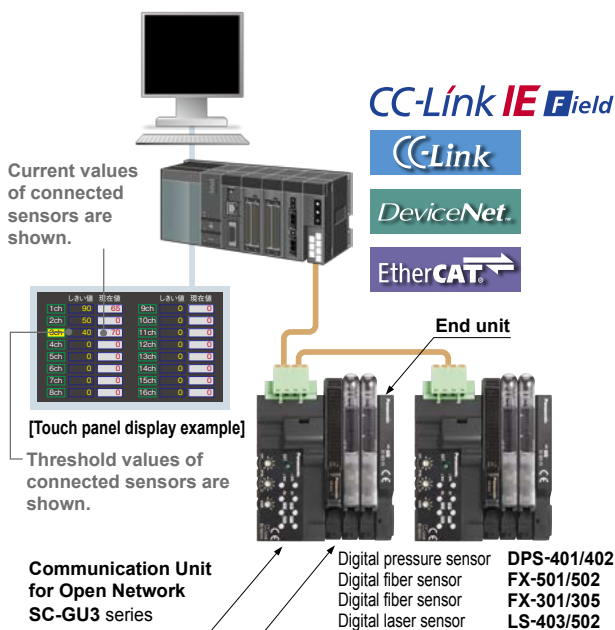 CC-Link IE Field
CC-Link
DeviceNet™
EtherCAT®
Current values
of connected
sensors are
shown.
しきい値 現在値 しきい値 現在値
1ch 90 65 9ch 0 0
2ch 50 0 10ch 0 0
3ch 40 70 11ch 0 0
4ch 0 0 12ch 0 0
5ch 0 0 13ch 0 0
6ch 0 0 14ch 0 0
7ch 0 0 15ch 0 0
8ch 0 0 16ch 0 0
End unit
[Touch panel display example]
Threshold values of
connected sensors are
shown.
Panasonic
Panasonic
Communication Unit
for Open Network
SC-GU3 series
Digital pressure sensor DPS-401/402
Digital fiber sensor FX-501/502
Digital fiber sensor FX-301/305
Digital laser sensor LS-403/502